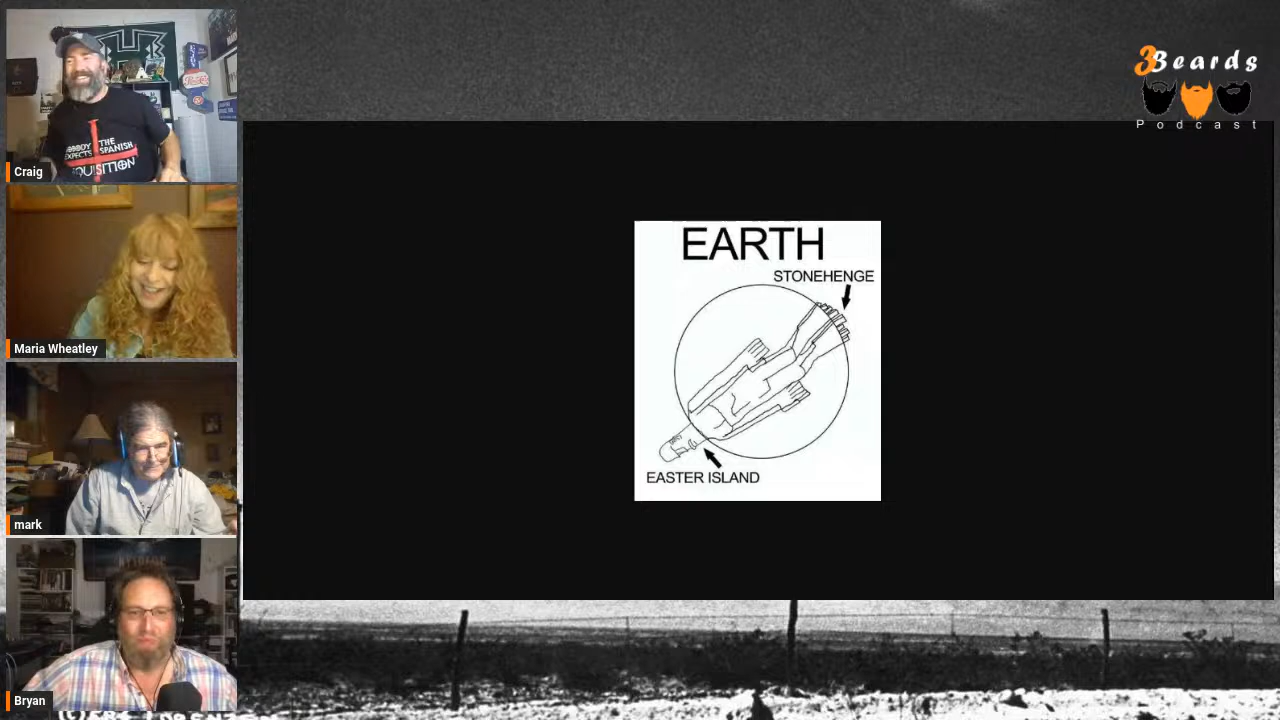 3Beards
Podcast
NOBODY THE
EXPECTS SPANISH
INQUISITION
Craig
Maria Wheatley
mark
Bryan
EARTH
STONEHENGE
EASTER ISLAND